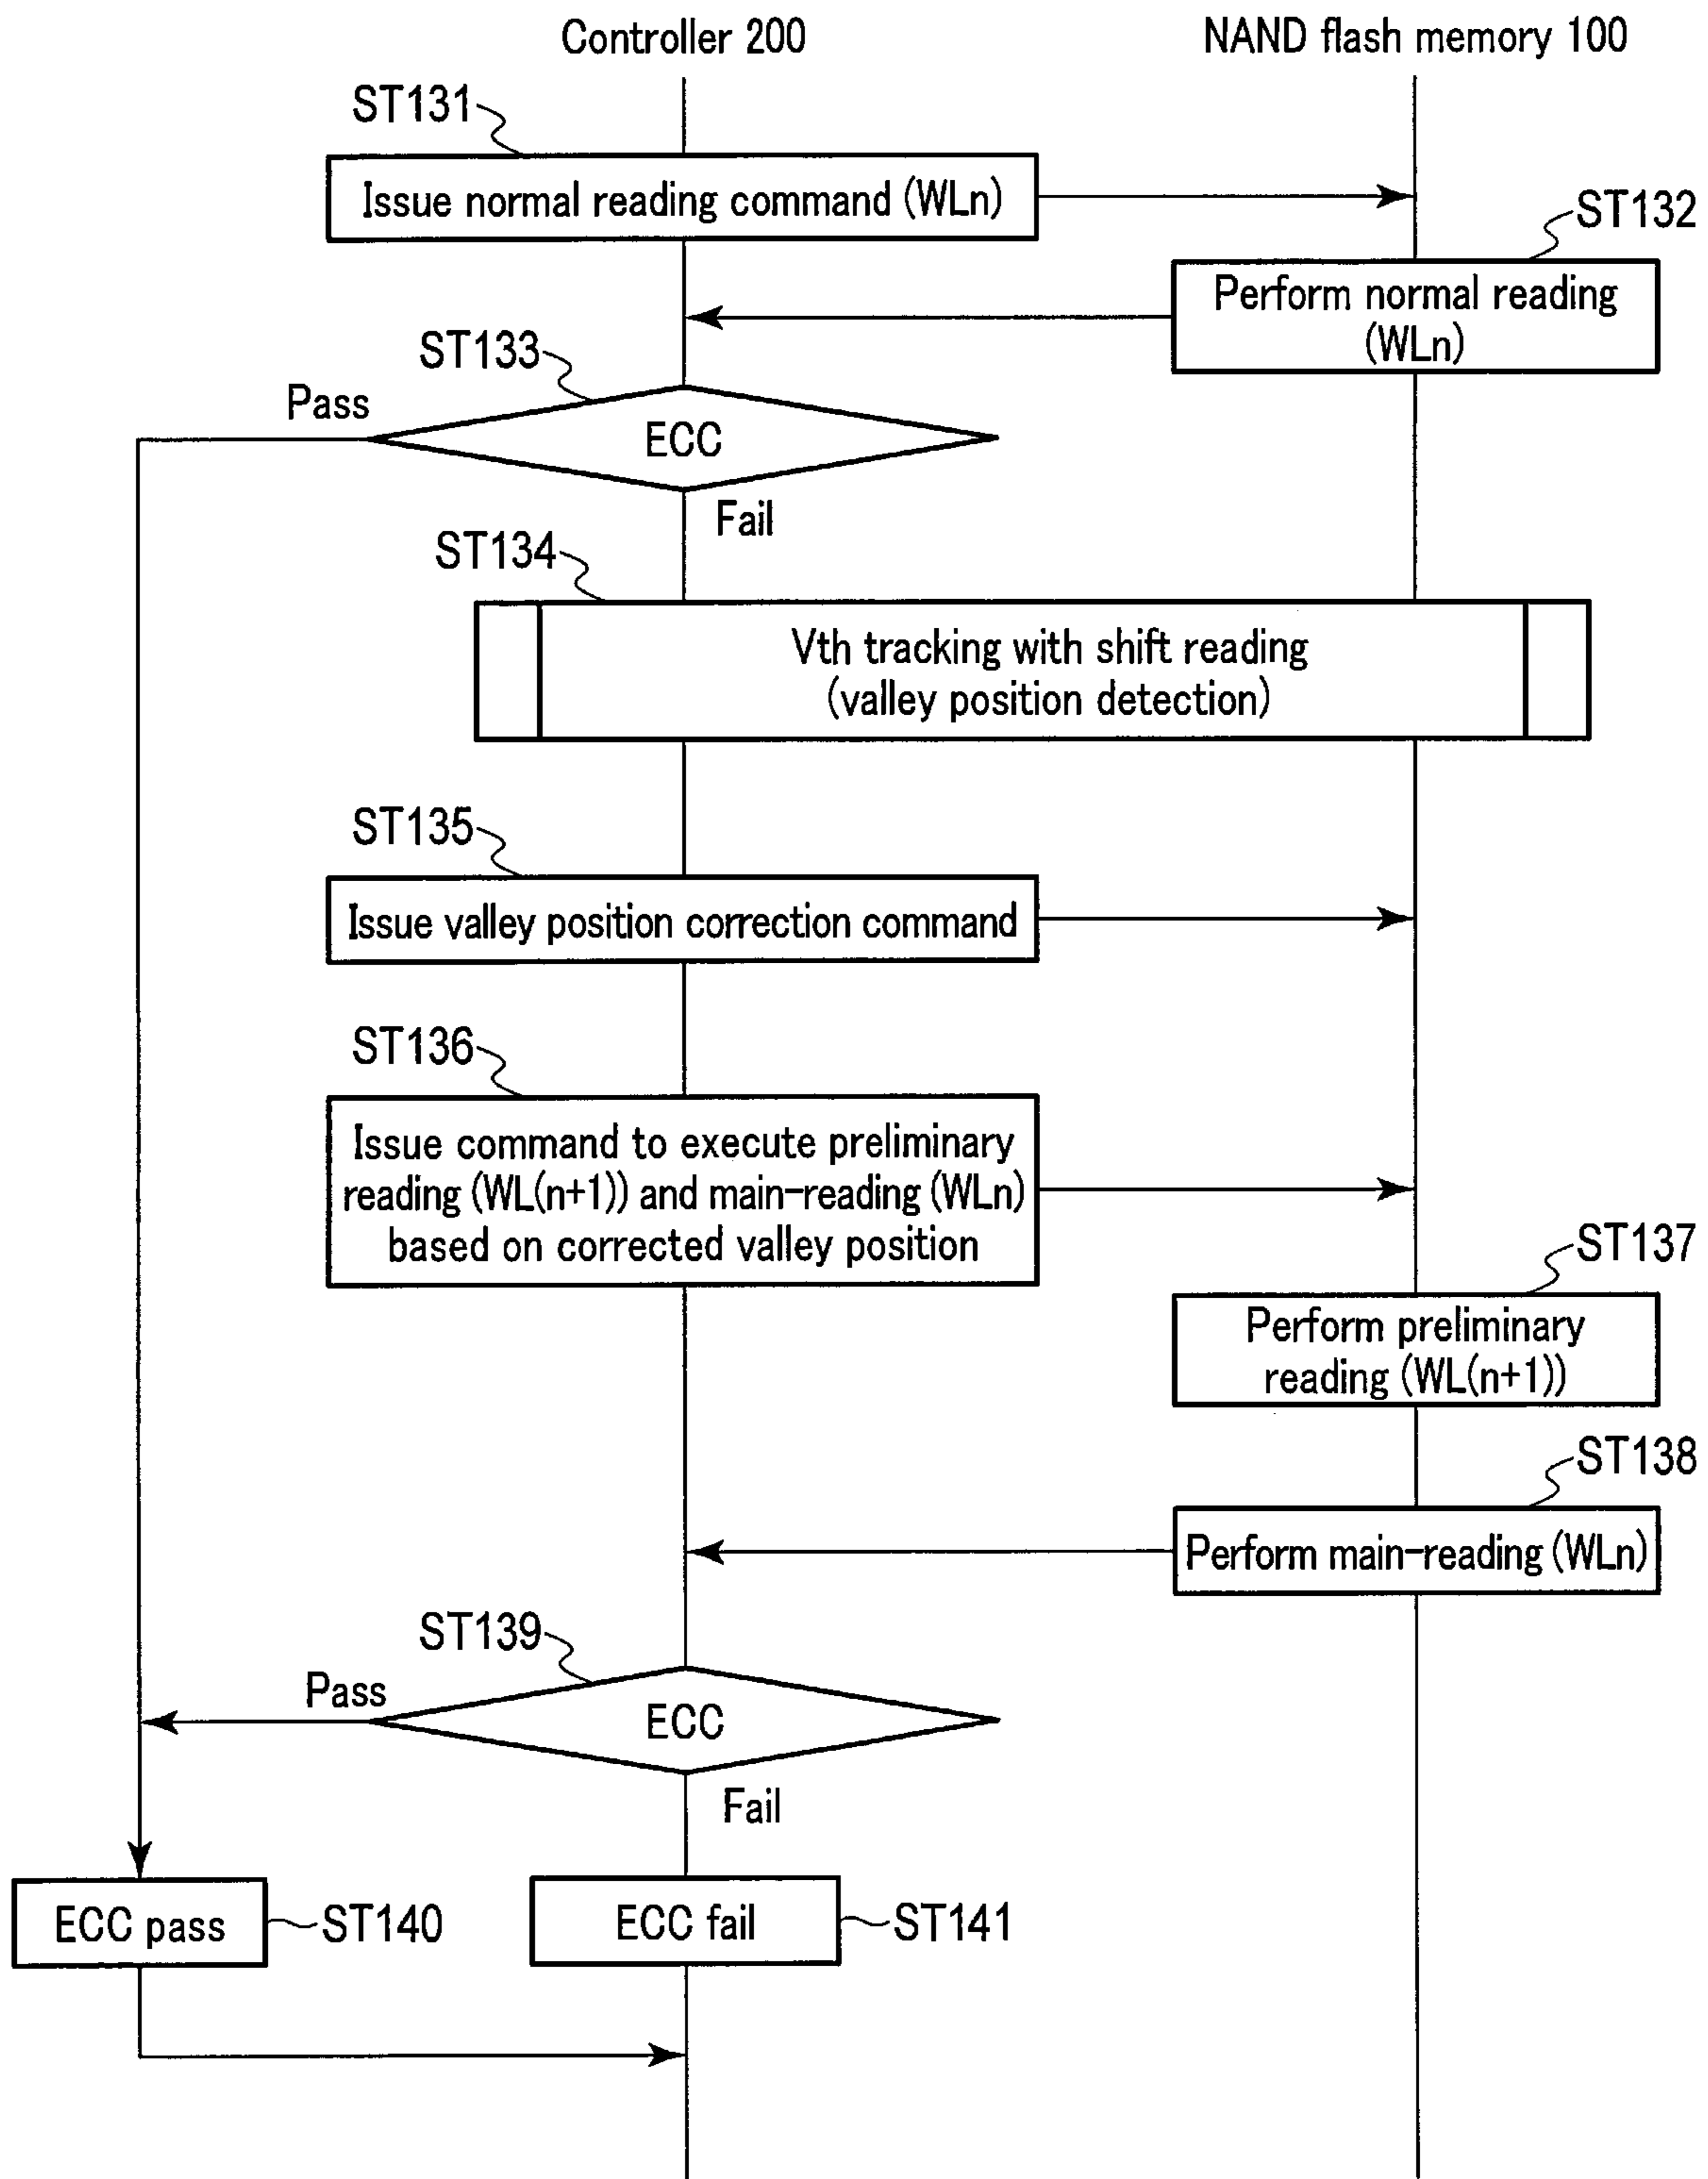 Controller 200
NAND flash memory 100
ST131
Issue normal reading command (WLn)
ST132
Perform normal reading
(WLn)
ST133
Pass
ECC
Fail
ST134
Vth tracking with shift reading
(valley position detection)
ST135
Issue valley position correction command
ST136
Issue command to execute preliminary
reading (WL(n+1)) and main-reading (WLn)
based on corrected valley position
ST137
Perform preliminary
reading (WL(n+1))
ST138
Perform main-reading (WLn)
ST139
Pass
ECC
Fail
ECC pass
ST140
ECC fail
ST141